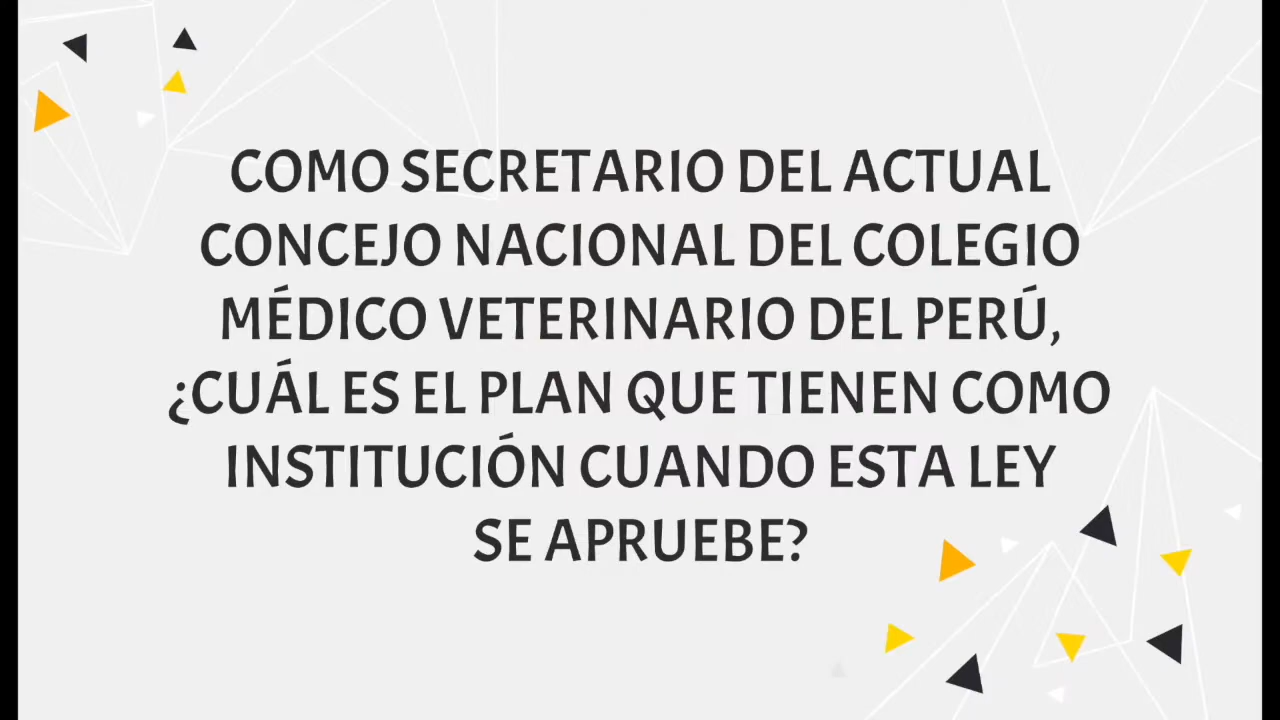 COMO SECRETARIO DEL ACTUAL
CONCEJO NACIONAL DEL COLEGIO
MÉDICO VETERINARIO DEL PERÚ,
¿CUÁL ES EL PLAN QUE TIENEN COMO
INSTITUCIÓN CUANDO ESTA LEY
SE APRUEBE?